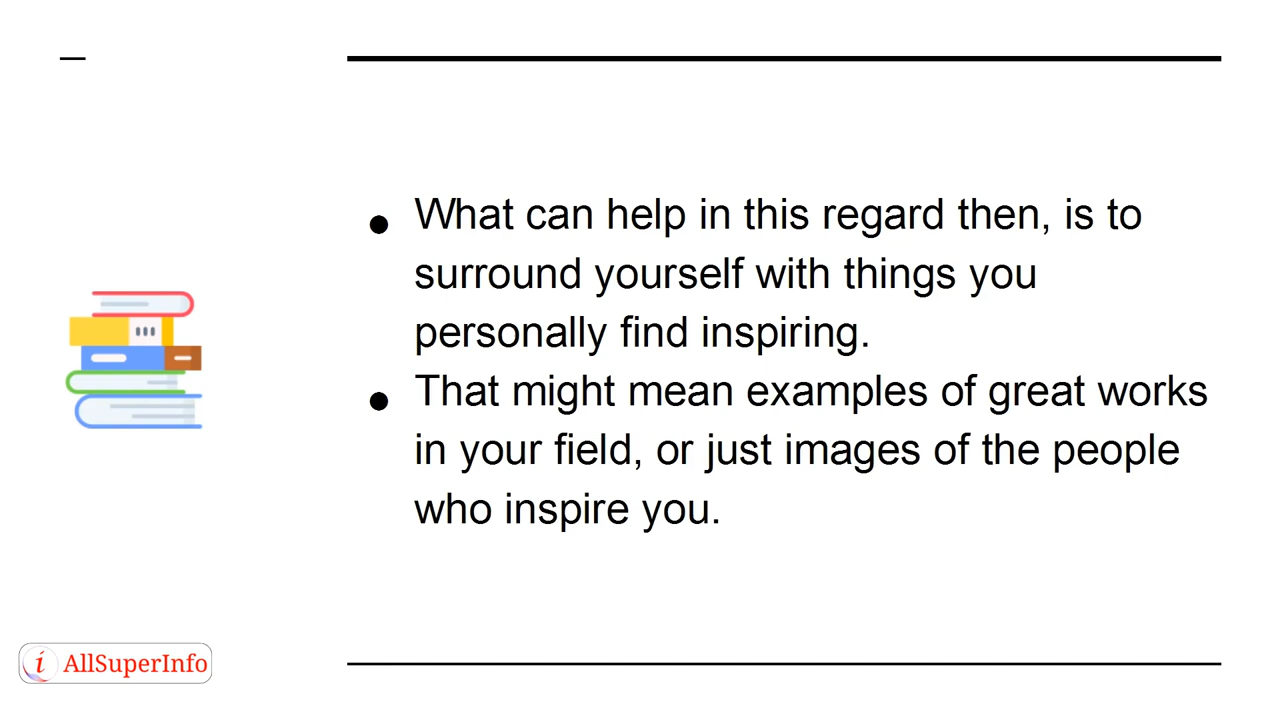 ● What can help in this regard then, is to
surround yourself with things you
personally find inspiring.
● That might mean examples of great works
in your field, or just images of the people
who inspire you.
i AllSuperInfo